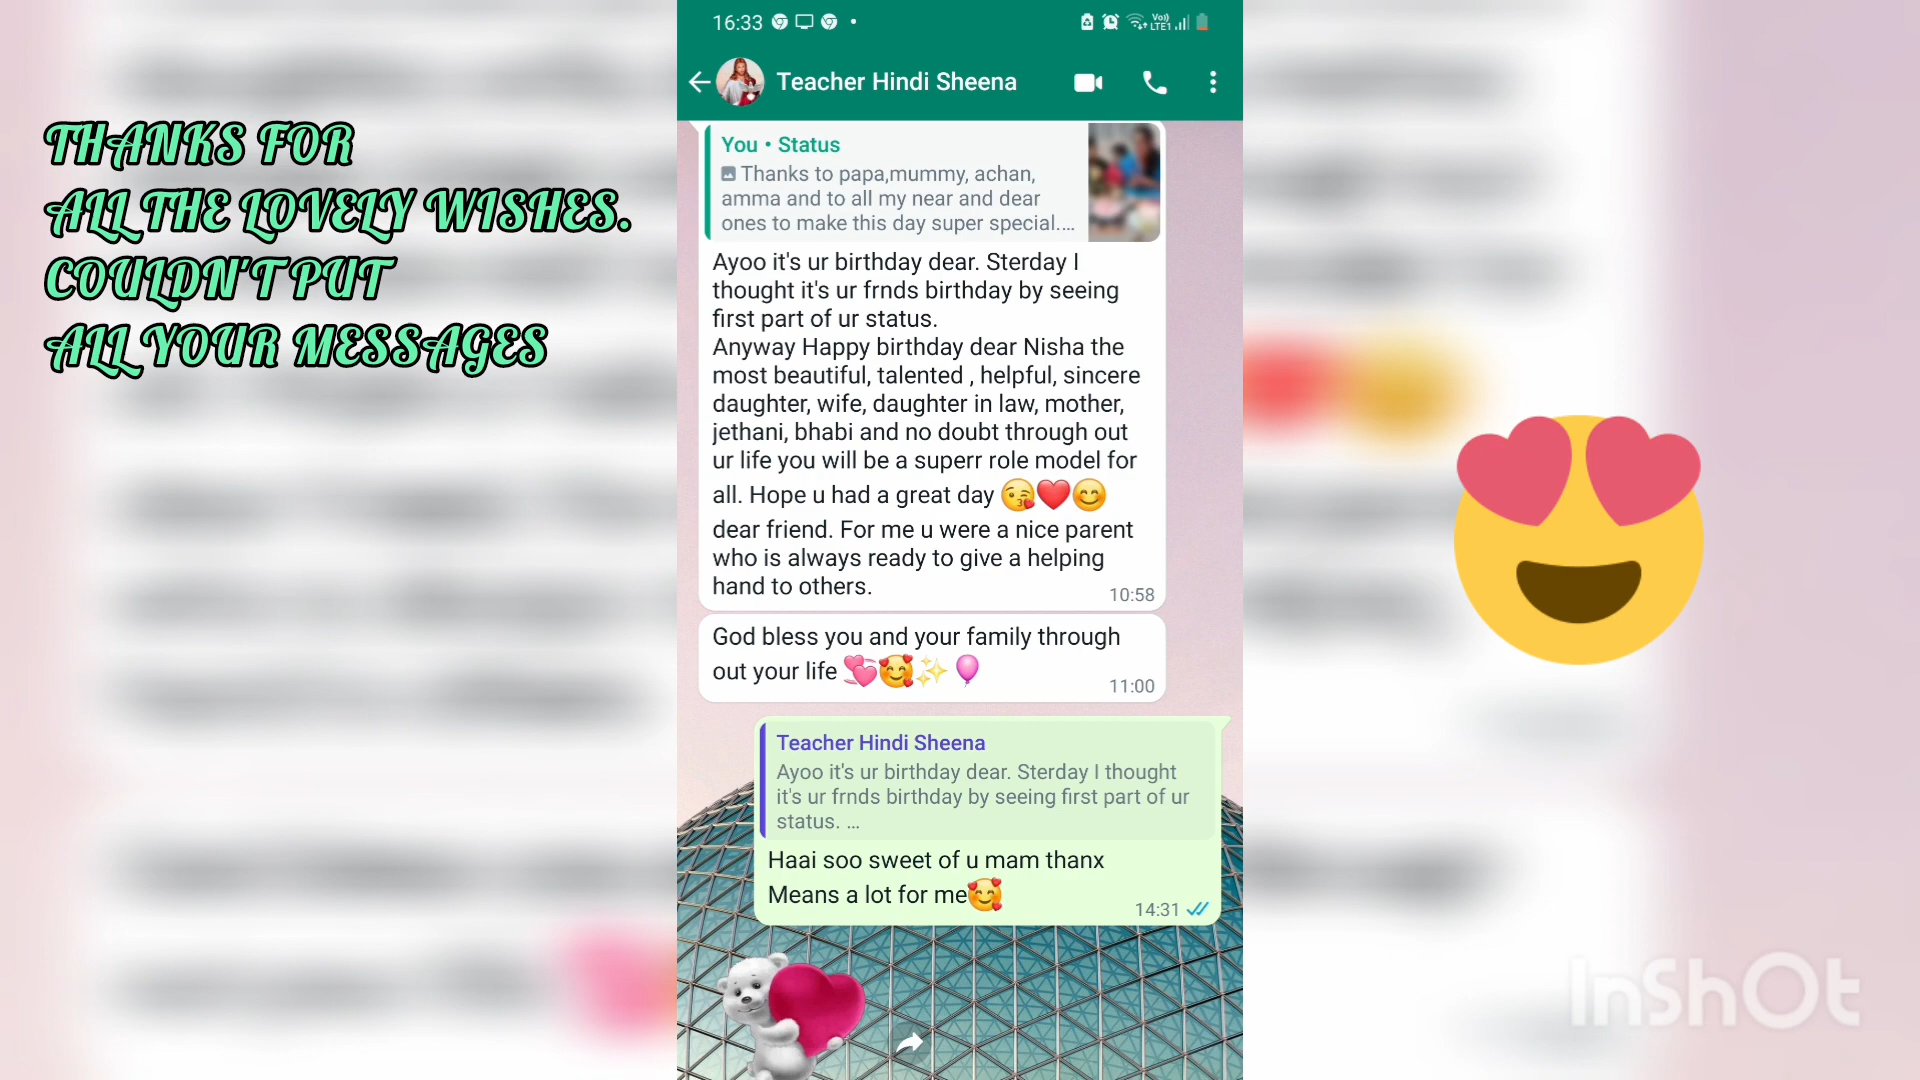 THANKS FOR
ALL THE LOVELY WISHES.
COULDN'T PUT
ALL YOUR MESSAGES
16:33
Vo))
LTE1
Teacher Hindi Sheena
You • Status
Thanks to papa,mummy, achan,
amma and to all my near and dear
ones to make this day super special....
Ayoo it's ur birthday dear. Sterday I
thought it's ur frnds birthday by seeing
first part of ur status.
Anyway Happy birthday dear Nisha the
most beautiful, talented , helpful, sincere
daughter, wife, daughter in law, mother,
jethani, bhabi and no doubt through out
ur life you will be a superr role model for
all. Hope u had a great day 😘❤️😊
dear friend. For me u were a nice parent
who is always ready to give a helping
hand to others.
10:58
God bless you and your family through
out your life 💞🥰✨🎈
11:00
Teacher Hindi Sheena
Ayoo it's ur birthday dear. Sterday I thought
it's ur frnds birthday by seeing first part of ur
status. ...
Haai soo sweet of u mam thanx
Means a lot for me🥰
14:31
InShOt